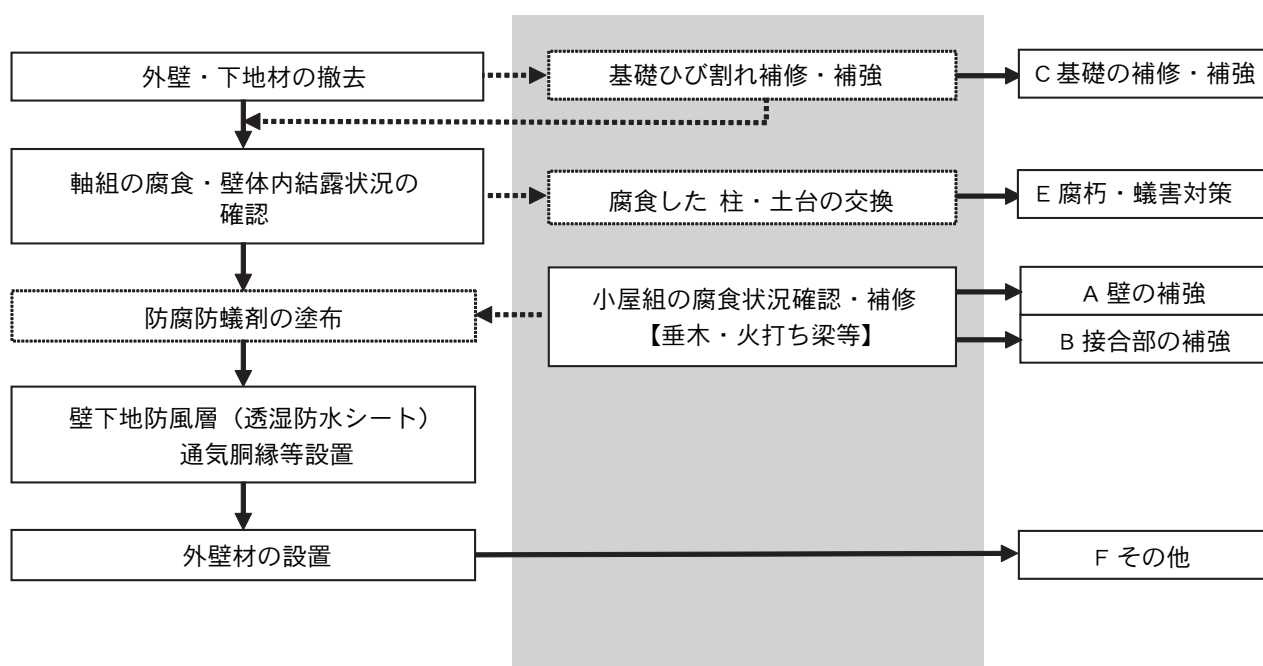 外壁・下地材の撤去
基礎ひび割れ補修・補強
C 基礎の補修・補強
軸組の腐食・壁体内結露状況の
確認
腐食した 柱・土台の交換
E 腐朽・蟻害対策
防腐防蟻剤の塗布
小屋組の腐食状況確認・補修
【垂木・火打ち梁等】
A 壁の補強
B 接合部の補強
壁下地防風層（透湿防水シート）
通気胴縁等設置
外壁材の設置
F その他